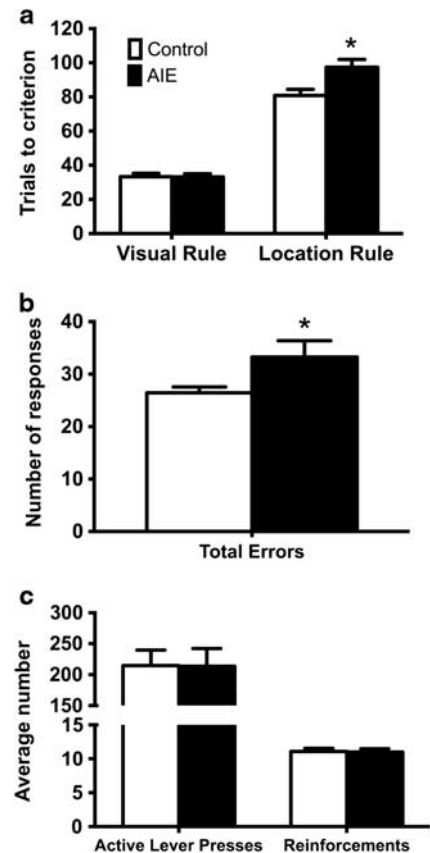 a
Trials to criterion
120
100
80
60
40
20
0
Control
AIE
*
Visual Rule Location Rule
b
Number of responses
40
30
20
10
0
*
Total Errors
c
Average number
300
250
200
150
15
10
5
0
Active Lever Presses Reinforcements